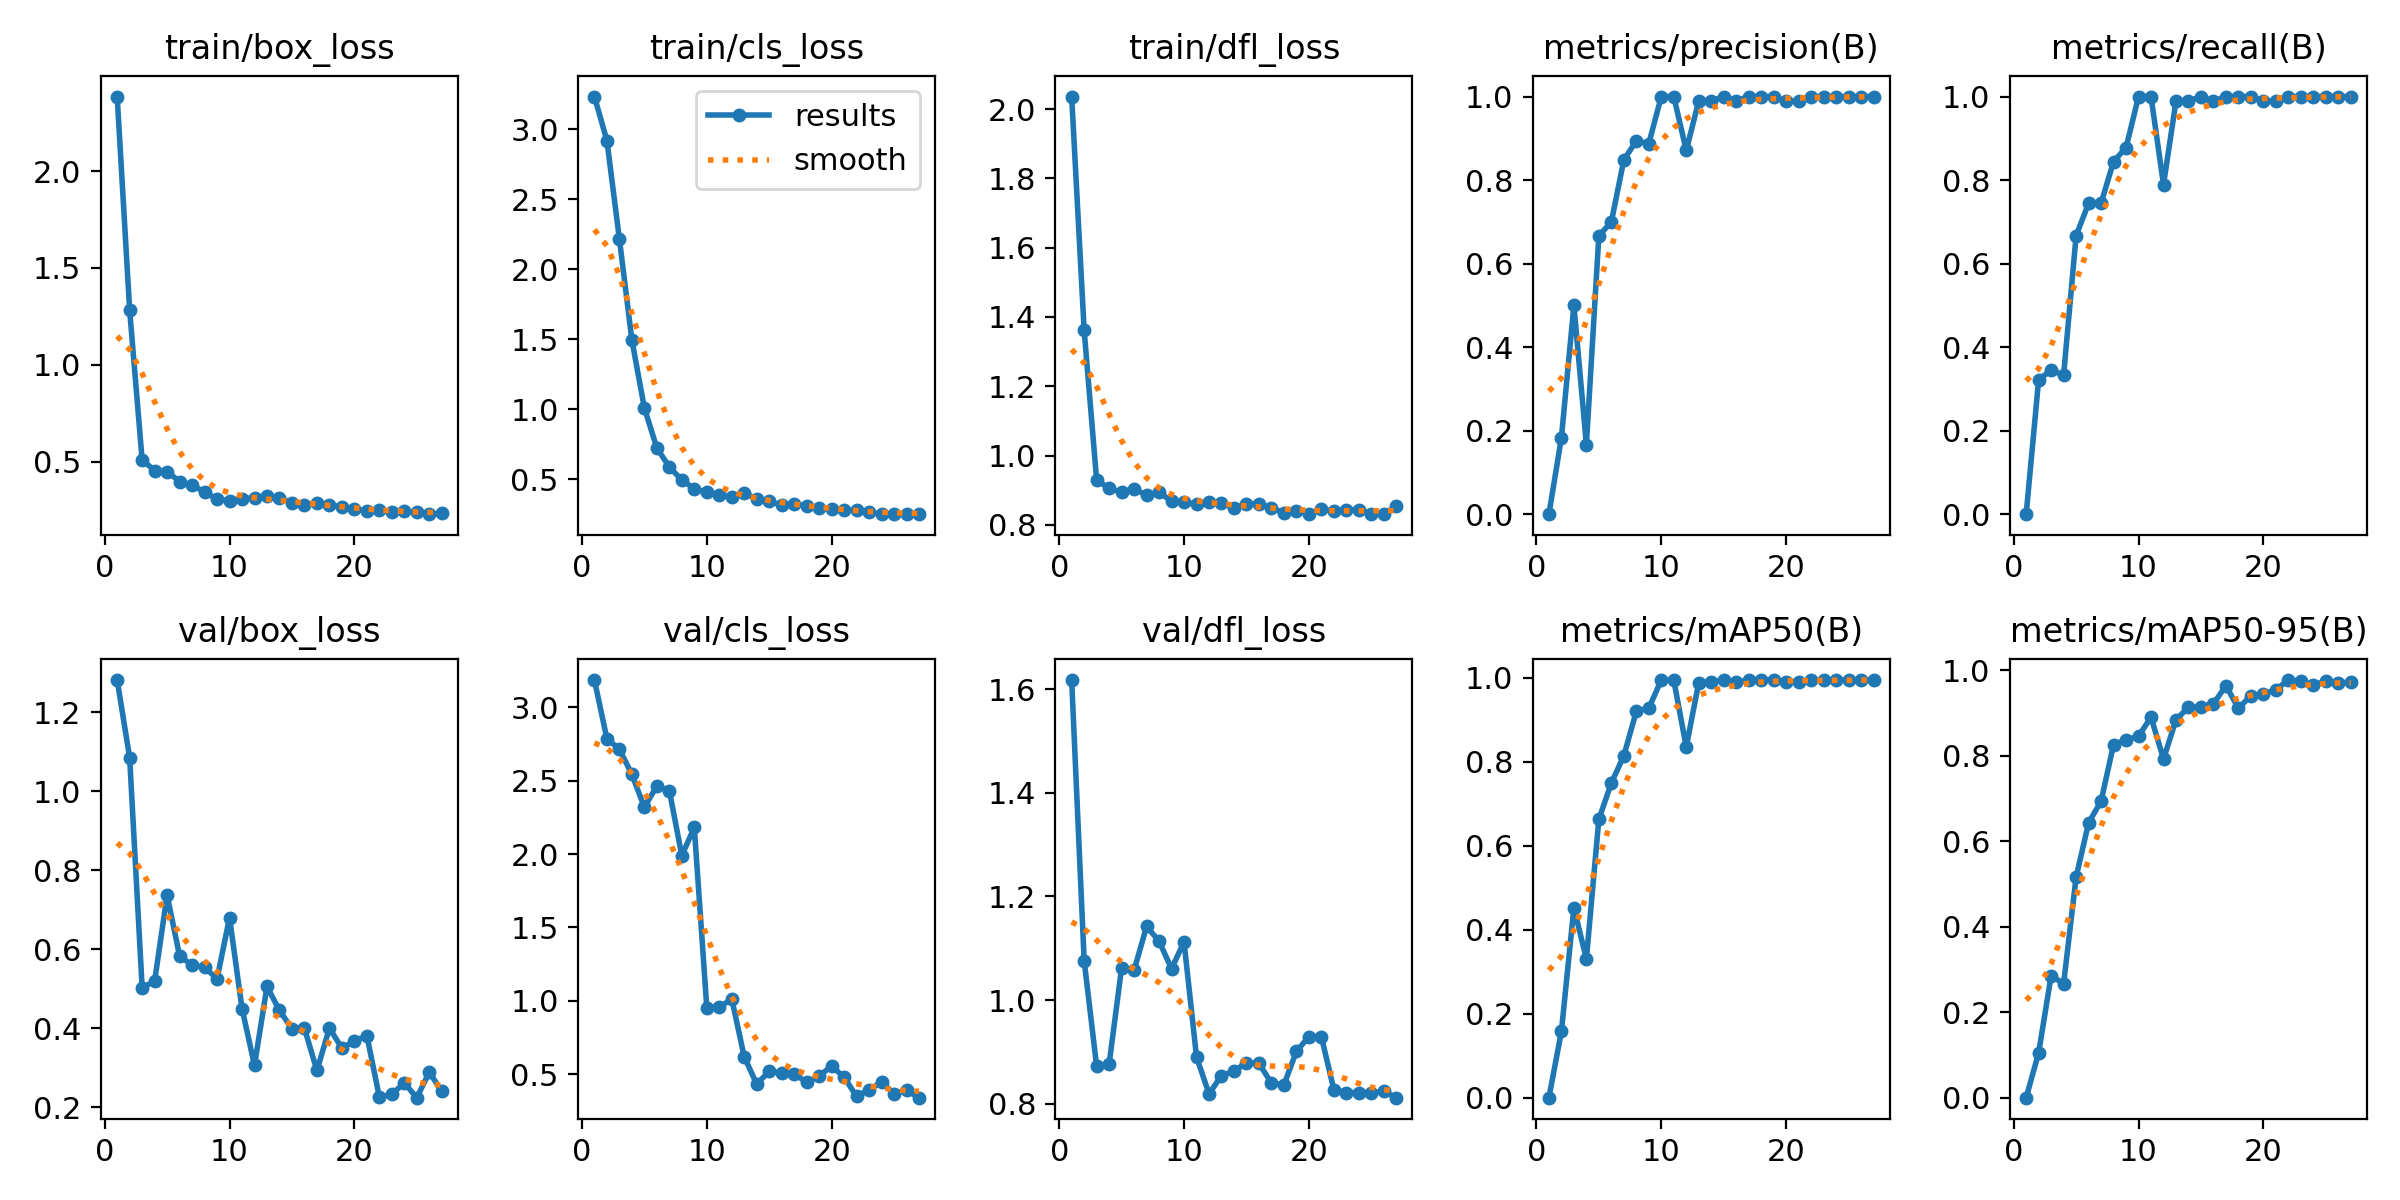 train/box_loss
2.0
1.5
1.0
0.5
0 10 20
train/cls_loss
results
smooth
3.0
2.5
2.0
1.5
1.0
0.5
0 10 20
train/dfl_loss
2.0
1.8
1.6
1.4
1.2
1.0
0.8
0 10 20
metrics/precision(B)
1.0
0.8
0.6
0.4
0.2
0.0
0 10 20
metrics/recall(B)
1.0
0.8
0.6
0.4
0.2
0.0
0 10 20
val/box_loss
1.2
1.0
0.8
0.6
0.4
0.2
0 10 20
val/cls_loss
3.0
2.5
2.0
1.5
1.0
0.5
0 10 20
val/dfl_loss
1.6
1.4
1.2
1.0
0.8
0 10 20
metrics/mAP50(B)
1.0
0.8
0.6
0.4
0.2
0.0
0 10 20
metrics/mAP50-95(B)
1.0
0.8
0.6
0.4
0.2
0.0
0 10 20